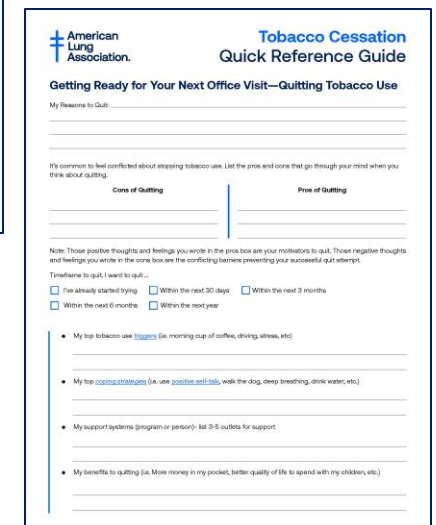 American
Lung
Association.
Tobacco Cessation
Quick Reference Guide
Getting Ready for Your Next Office Visit—Quitting Tobacco Use
My Reasons to Quit:
It's common to feel conflicted about stopping tobacco use. List the pros and cons that go through your mind when you
think about quitting.
Cons of Quitting
Pros of Quitting
Note: Those positive thoughts and feelings you wrote in the pros box are your motivators to quit. Those negative thoughts
and feelings you wrote in the cons box are the conflicting barriers preventing your successful quit attempt.
Timeframe to quit. I want to quit ...
I've already started trying Within the next 30 days Within the next 3 months
Within the next 6 months Within the next year
• My top tobacco use triggers (i.e. morning cup of coffee, driving, stress, etc)
• My top coping strategies (i.e. use positive self-talk, walk the dog, deep breathing, drink water, etc.)
• My support systems (program or person)- list 3-5 outlets for support
• My benefits to quitting (i.e. More money in my pocket, better quality of life to spend with my children, etc.)